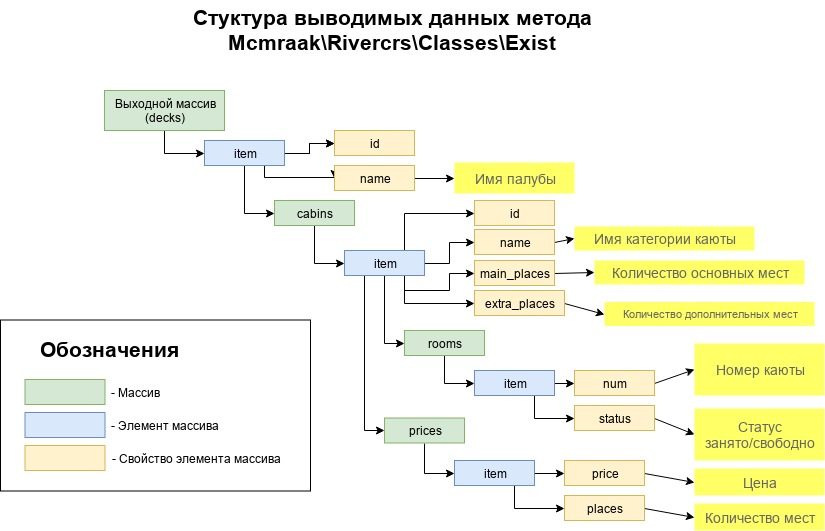 Стуктура выводимых данных метода
Mcmraak\Rivercrs\Classes\Exist
Выходной массив
(decks)
item
id
name
Имя палубы
cabins
id
item
name
Имя категории каюты
main_places
Количество основных мест
extra_places
Количество дополнительных мест
rooms
item
num
Номер каюты
status
Статус
занято/свободно
prices
item
price
Цена
places
Количество мест
Обозначения
- Массив
- Элемент массива
- Свойство элемента массива